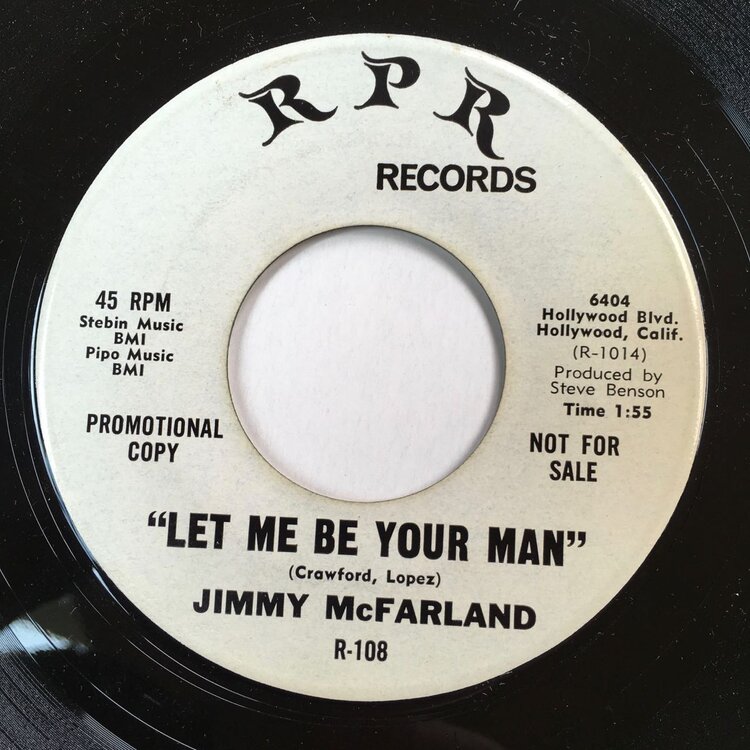 RPR
RECORDS
45 RPM
Stebin Music
BMI
Pipo Music
BMI
PROMOTIONAL
COPY
6404
Hollywood Blvd.
Hollywood, Calif.
(R-1014)
Produced by
Steve Benson
Time 1:55
NOT FOR
SALE
"LET ME BE YOUR MAN"
(Crawford, Lopez)
JIMMY McFARLAND
R-108